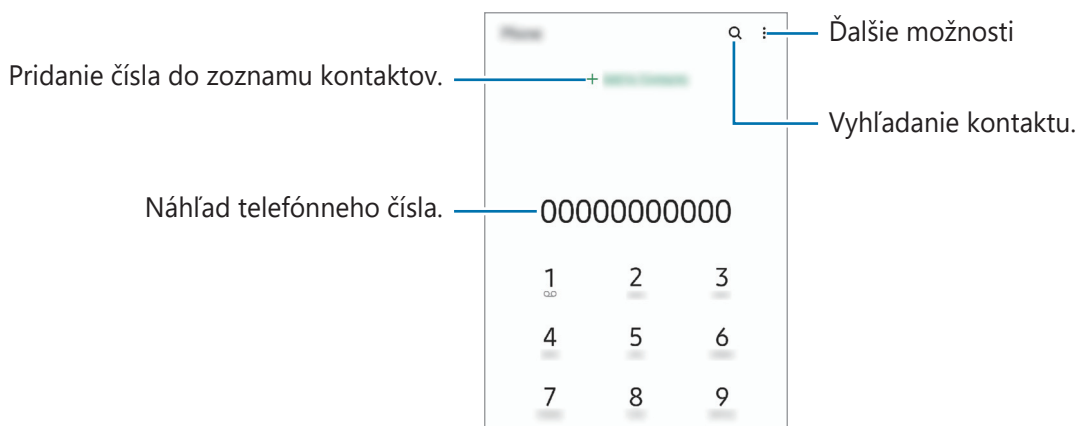 Ďalšie možnosti
Pridanie čísla do zoznamu kontaktov.
+
Vyhľadanie kontaktu.
Náhľad telefónneho čísla.
00000000000
1 2 3
4 5 6
7 8 9